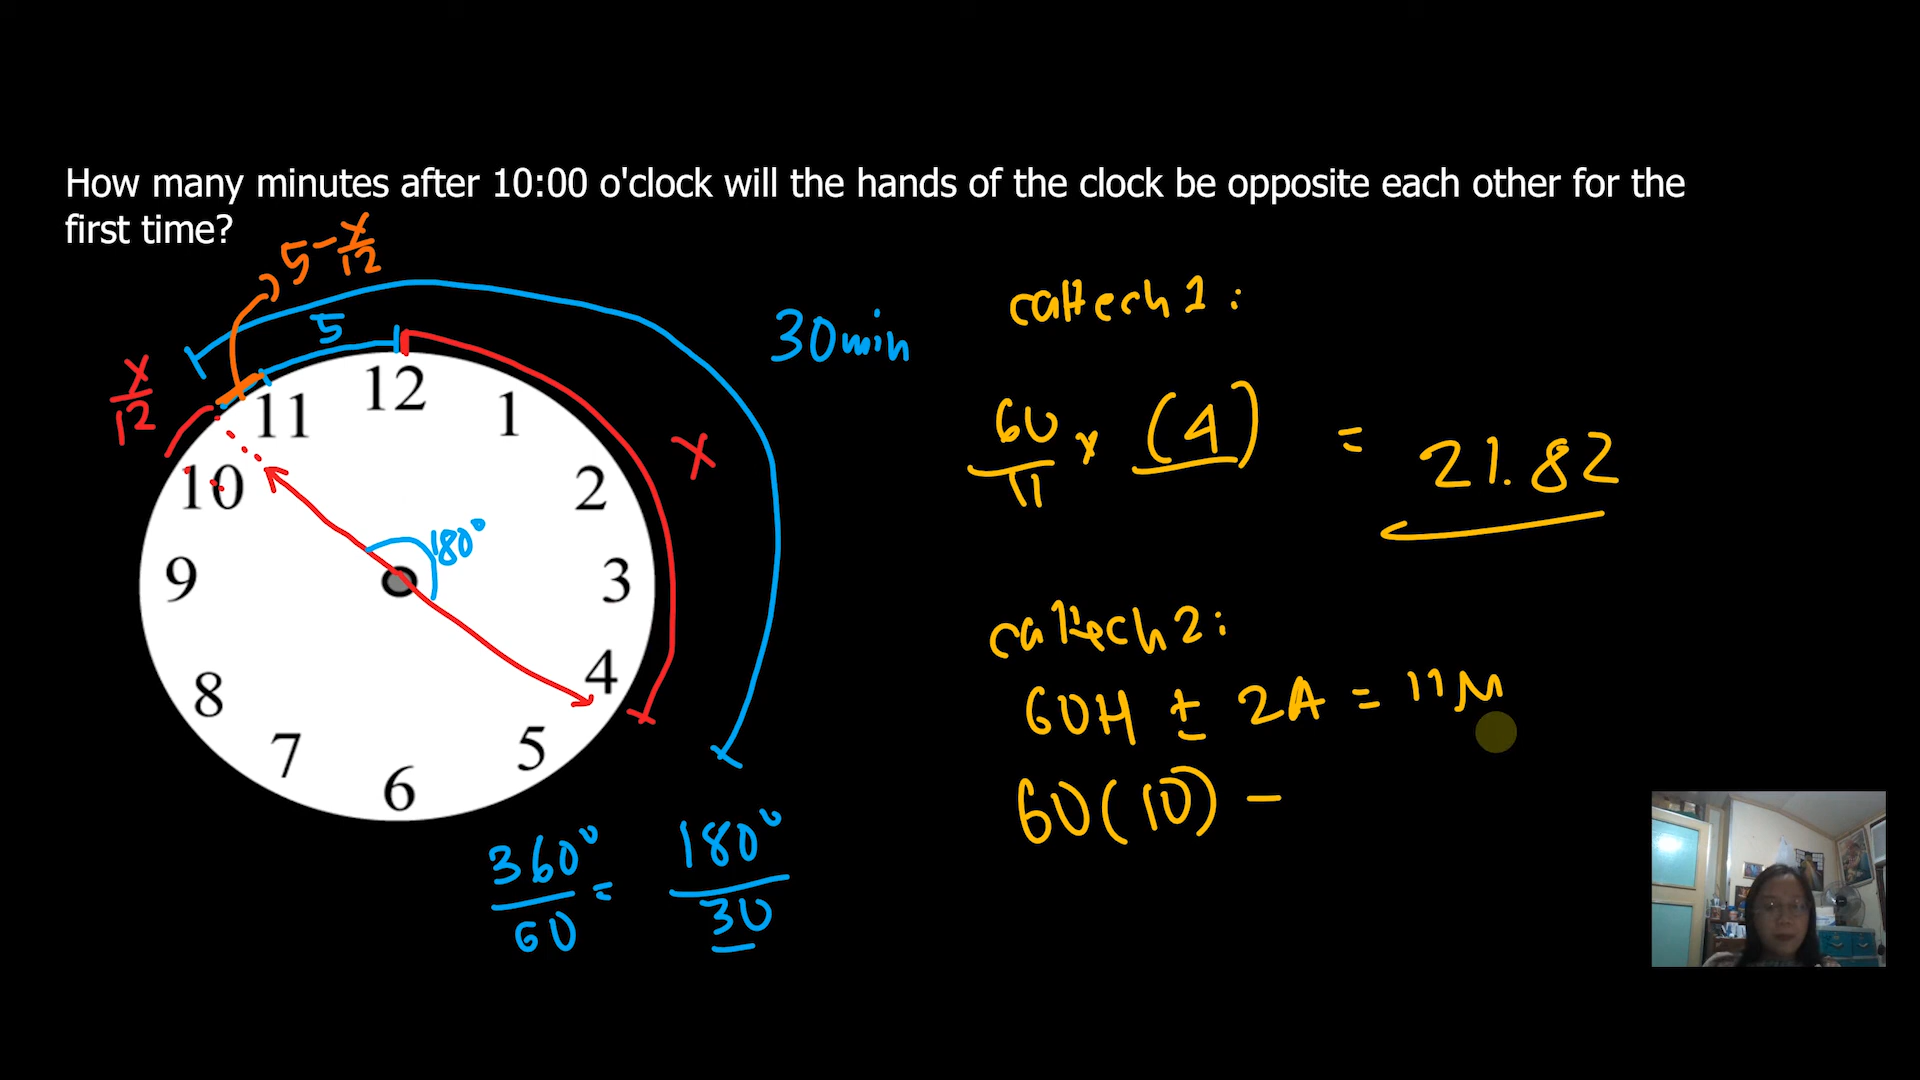 How many minutes after 10:00 o'clock will the hands of the clock be opposite each other for the
first time?
5 - x/12
5
x/12
x
30min
180°
12
1
2
3
4
5
6
7
8
9
10
11
360°/60 = 180°/30
caltech 1:
60/11 x (4) = 21.82
caltech 2:
60H ± 2A = 11M
60(10) -